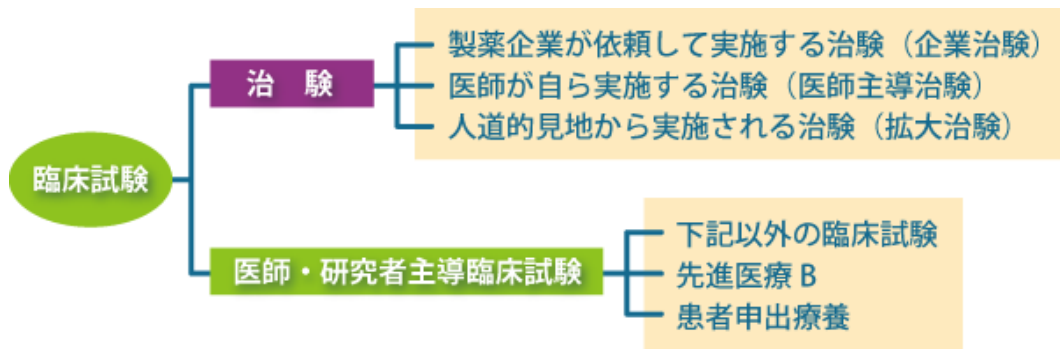 臨床試験
治　験
製薬企業が依頼して実施する治験（企業治験）
医師が自ら実施する治験（医師主導治験）
人道的見地から実施される治験（拡大治験）
医師・研究者主導臨床試験
下記以外の臨床試験
先進医療 B
患者申出療養